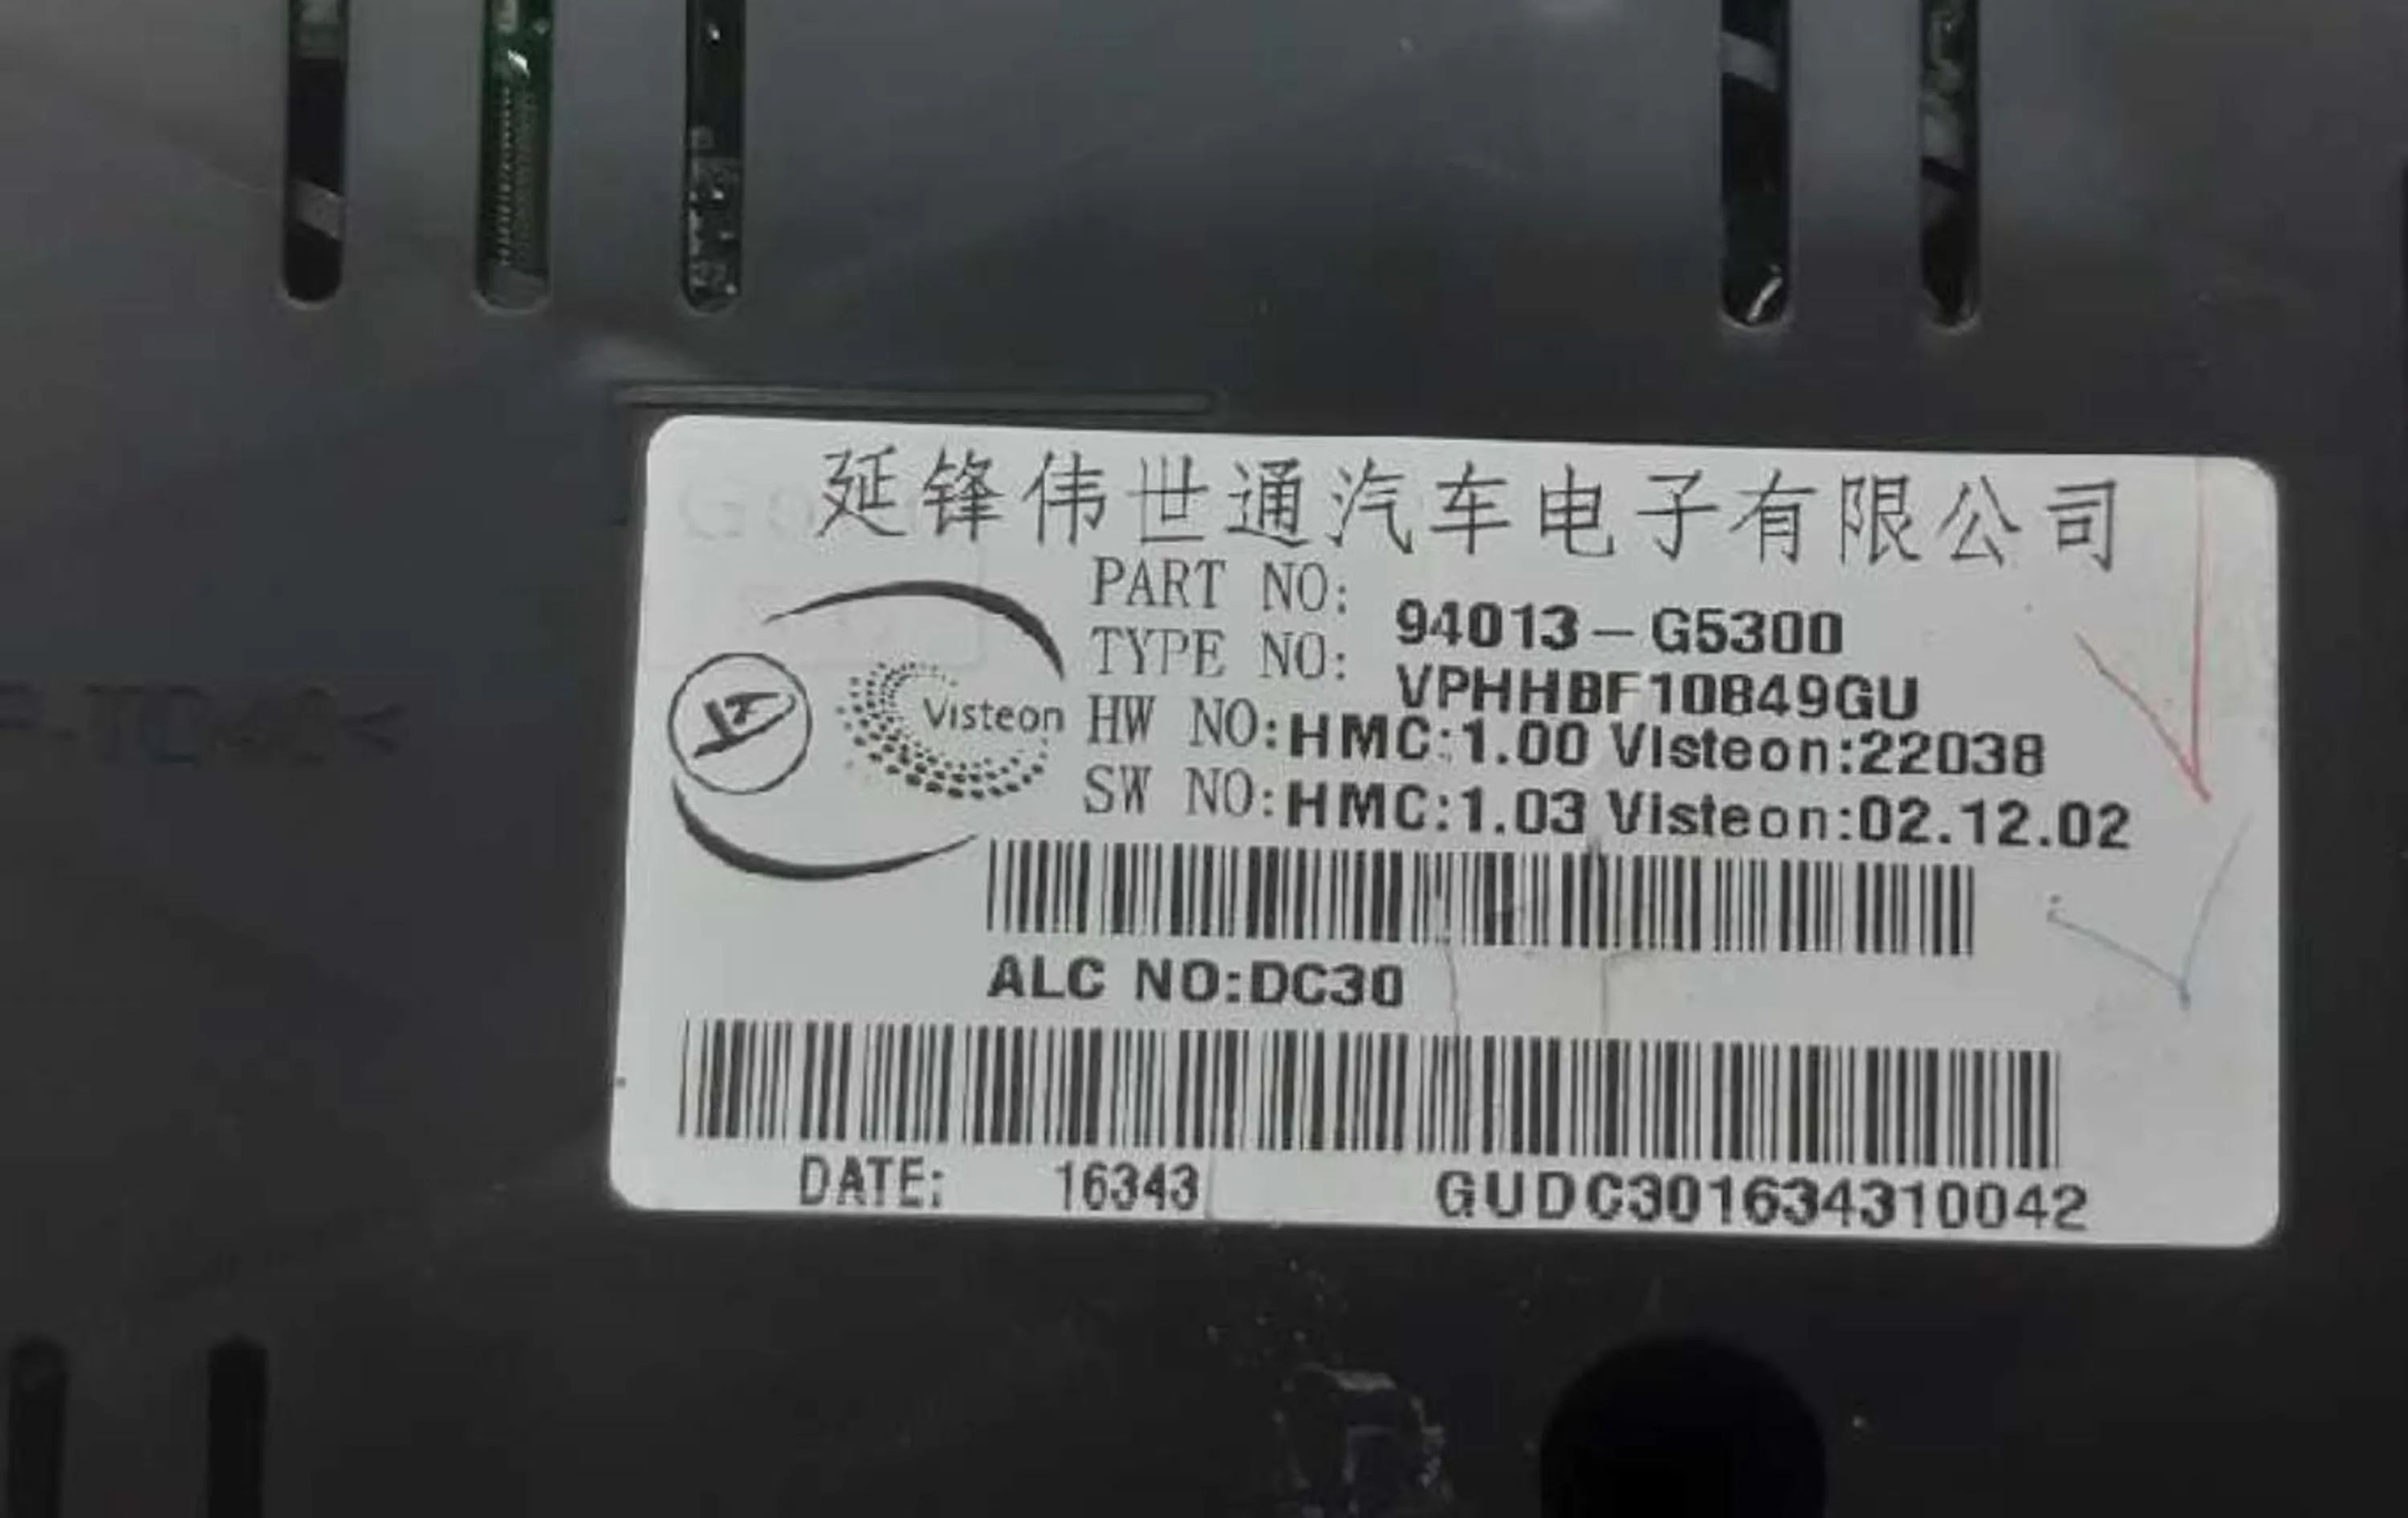 延锋伟世通汽车电子有限公司
PART NO: 94013-G5300
TYPE NO: VPHHBF10849GU
Visteon
HW NO:HMC:1.00 Visteon:22038
SW NO:HMC:1.03 Visteon:02.12.02
ALC NO:DC30
DATE: 16343 GUDC301634310042